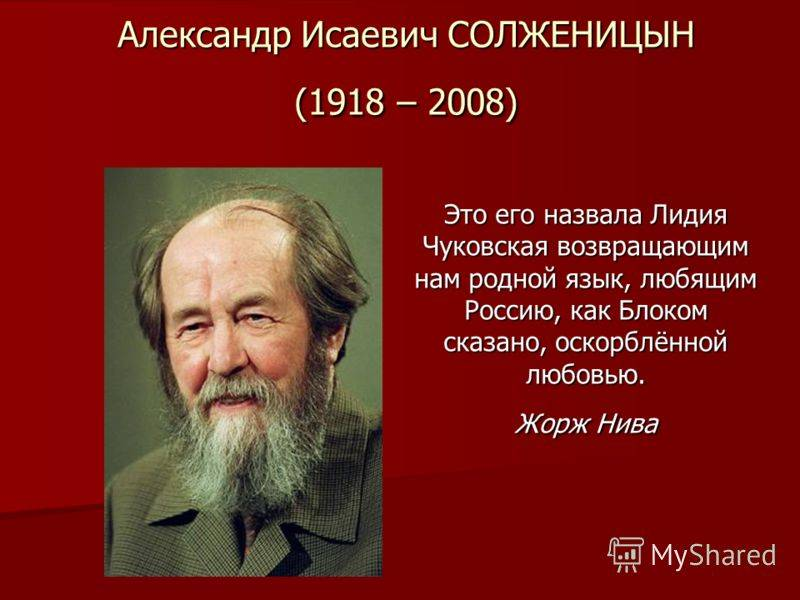 Александр Исаевич СОЛЖЕНИЦЫН
(1918 – 2008)
Это его назвала Лидия
Чуковская возвращающим
нам родной язык, любящим
Россию, как Блоком
сказано, оскорблённой
любовью.
Жорж Нива
MyShared